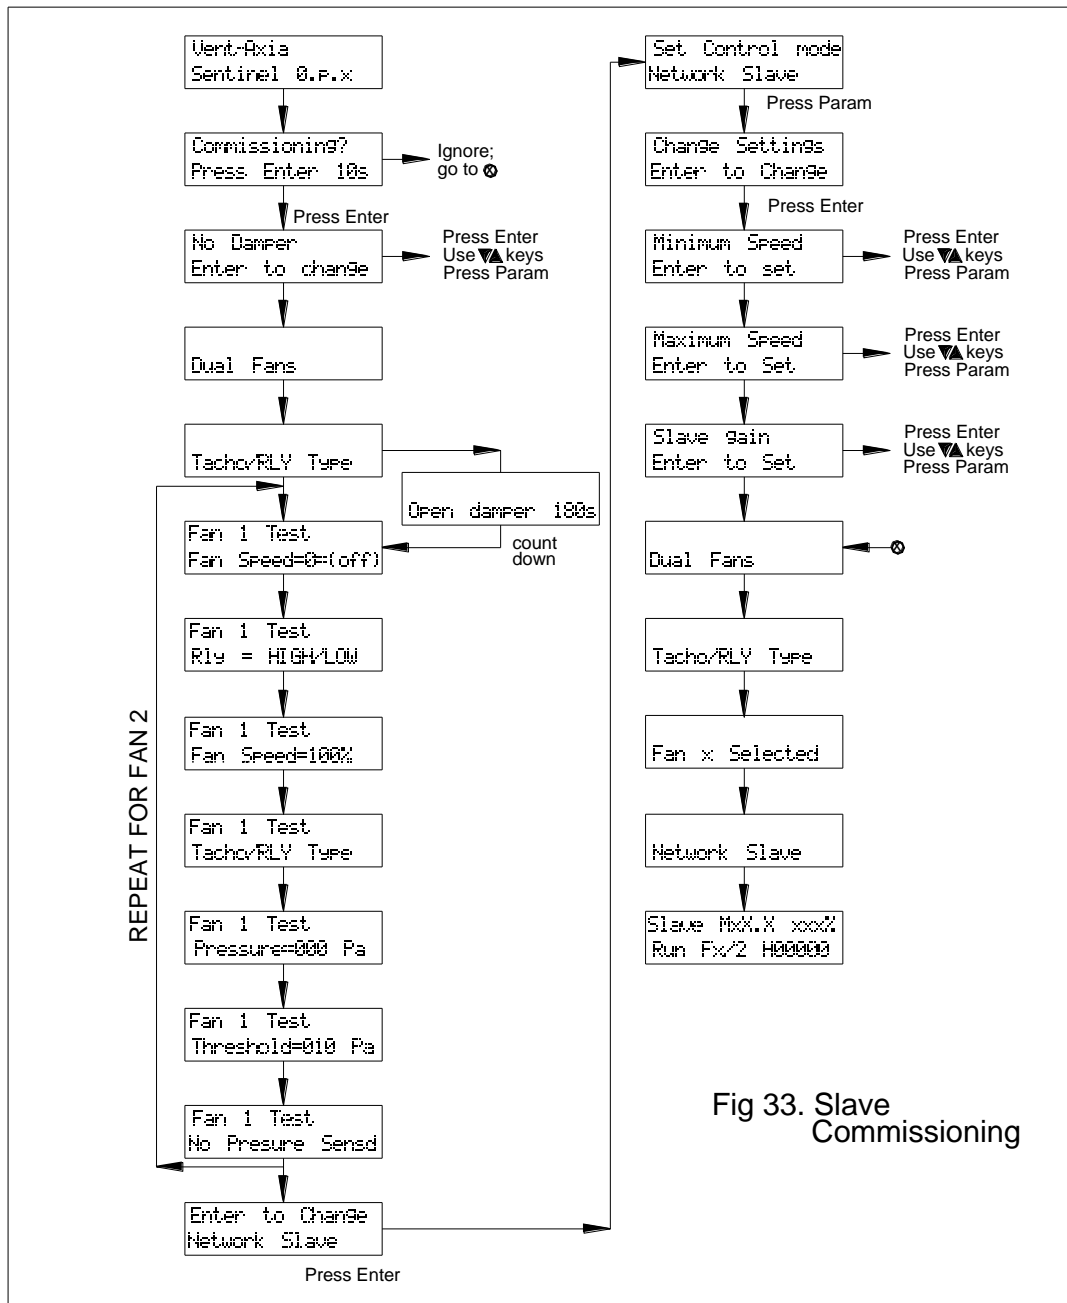 Vent-Axia
Sentinel 0.p.x
Commissioning?
Press Enter 10s
Ignore;
go to ⊗
Press Enter
No Damper
Enter to change
Press Enter
Use ▼▲ keys
Press Param
Dual Fans
Tacho/RLY Type
Open damper 180s
count
down
Fan 1 Test
Fan Speed=0=(off)
Fan 1 Test
Rly = HIGH/LOW
Fan 1 Test
Fan Speed=100%
Fan 1 Test
Tacho/RLY Type
Fan 1 Test
Pressure=000 Pa
Fan 1 Test
Threshold=010 Pa
Fan 1 Test
No Presure Sensd
REPEAT FOR FAN 2
Enter to Change
Network Slave
Press Enter
Set Control mode
Network Slave
Press Param
Change Settings
Enter to Change
Press Enter
Minimum Speed
Enter to set
Press Enter
Use ▼▲ keys
Press Param
Maximum Speed
Enter to Set
Press Enter
Use ▼▲ keys
Press Param
Slave gain
Enter to Set
Press Enter
Use ▼▲ keys
Press Param
Dual Fans
⊗
Tacho/RLY Type
Fan x Selected
Network Slave
Slave MxX.X xxx%
Run Fx/2 H00000
Fig 33. Slave
Commissioning